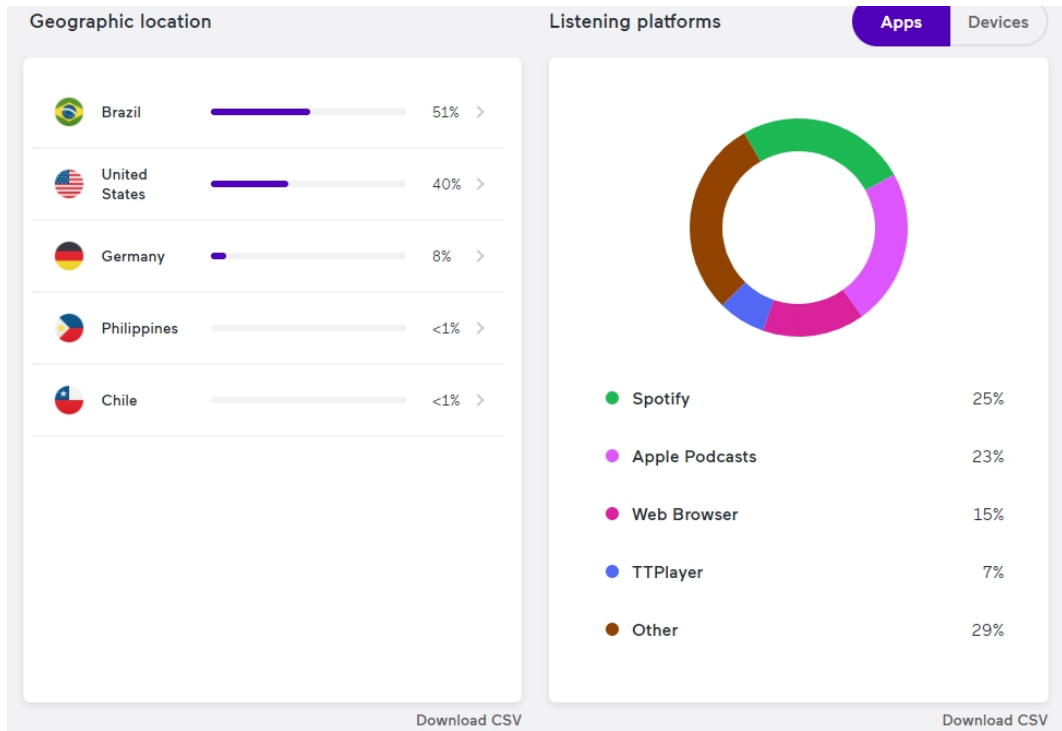 Geographic location
Brazil 51%
United
States
40%
Germany 8%
Philippines <1%
Chile <1%
Download CSV
Listening platforms
Apps Devices
Spotify 25%
Apple Podcasts 23%
Web Browser 15%
TTPlayer 7%
Other 29%
Download CSV